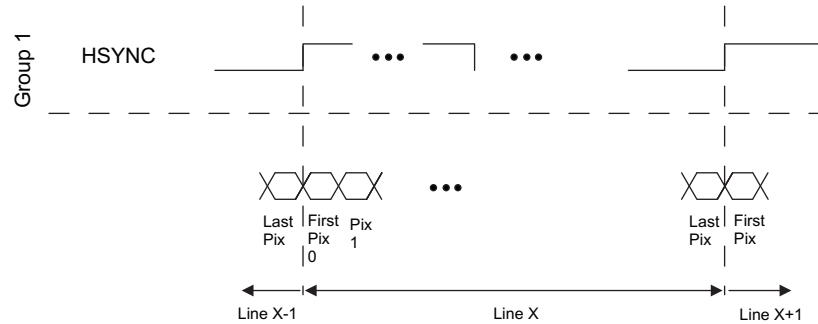 Group 1
HSYNC
Last
Pix
First
Pix
0
Pix
1
Last
Pix
First
Pix
Line X-1
Line X
Line X+1